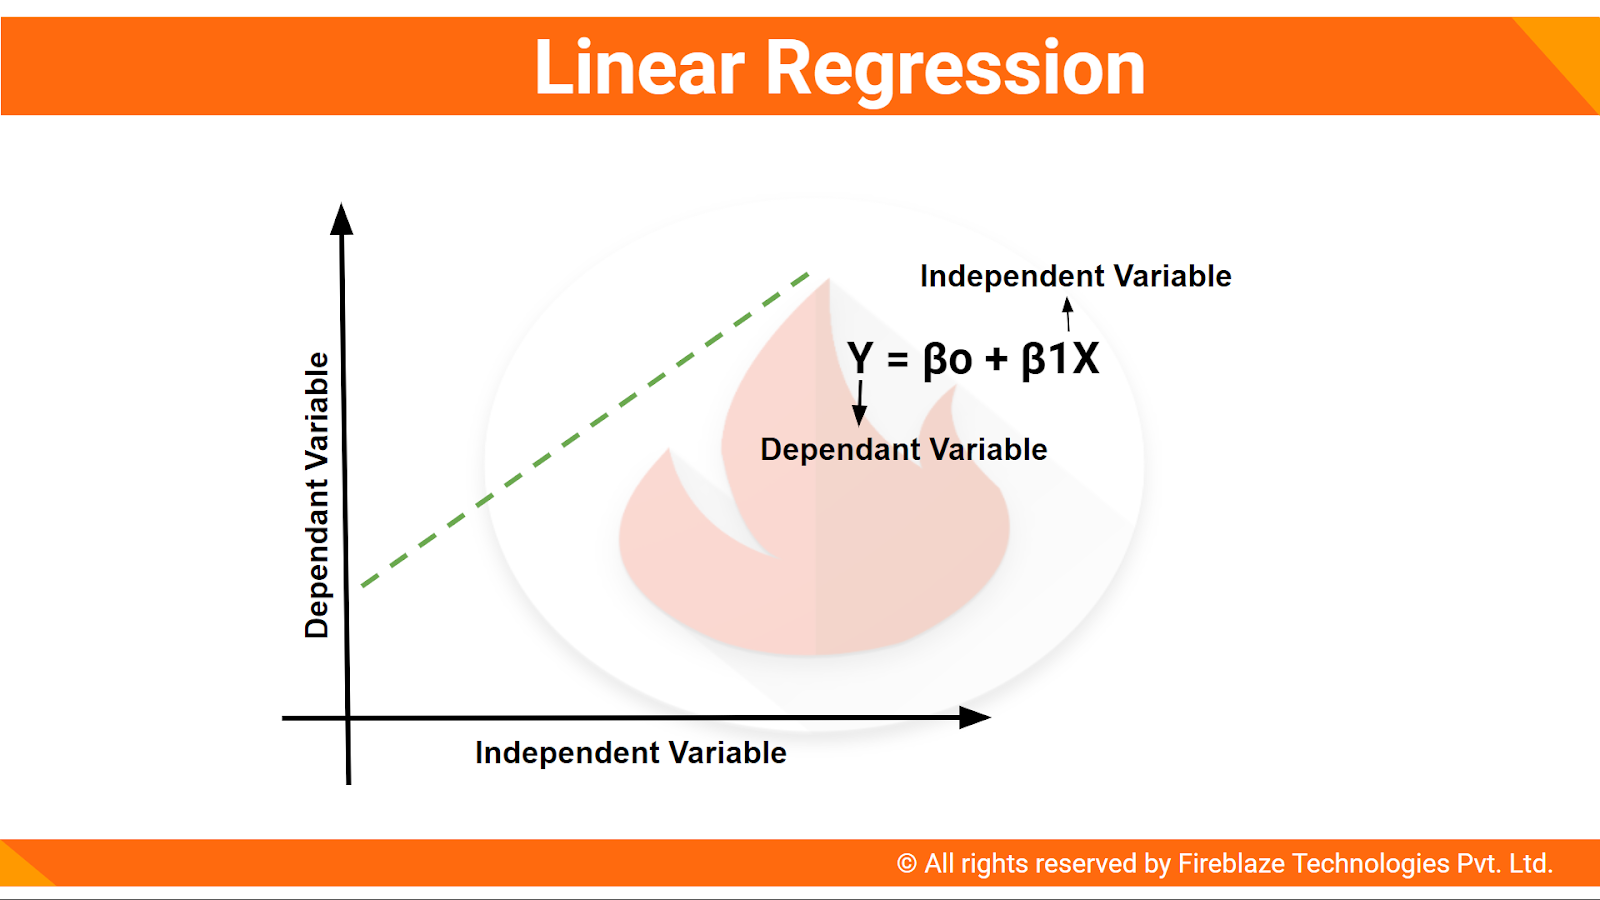 Linear Regression
Independent Variable
Y = βo + β1X
Dependant Variable
Dependant Variable
Independent Variable
© All rights reserved by Fireblaze Technologies Pvt. Ltd.